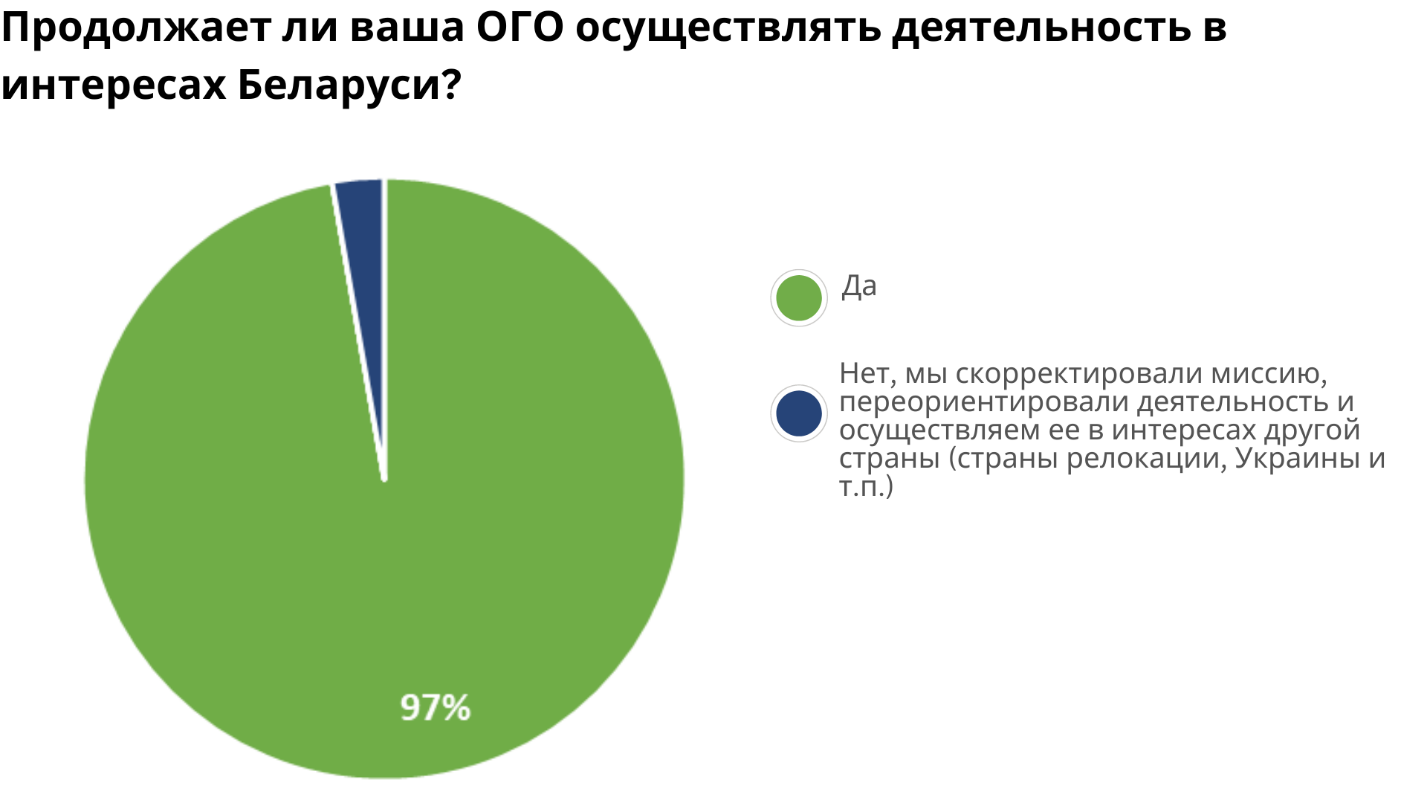 Продолжает ли ваша ОГО осуществлять деятельность в
интересах Беларуси?
Да
Нет, мы скорректировали миссию,
переориентировали деятельность и
осуществляем ее в интересах другой
страны (страны релокации, Украины и
т.п.)
97%